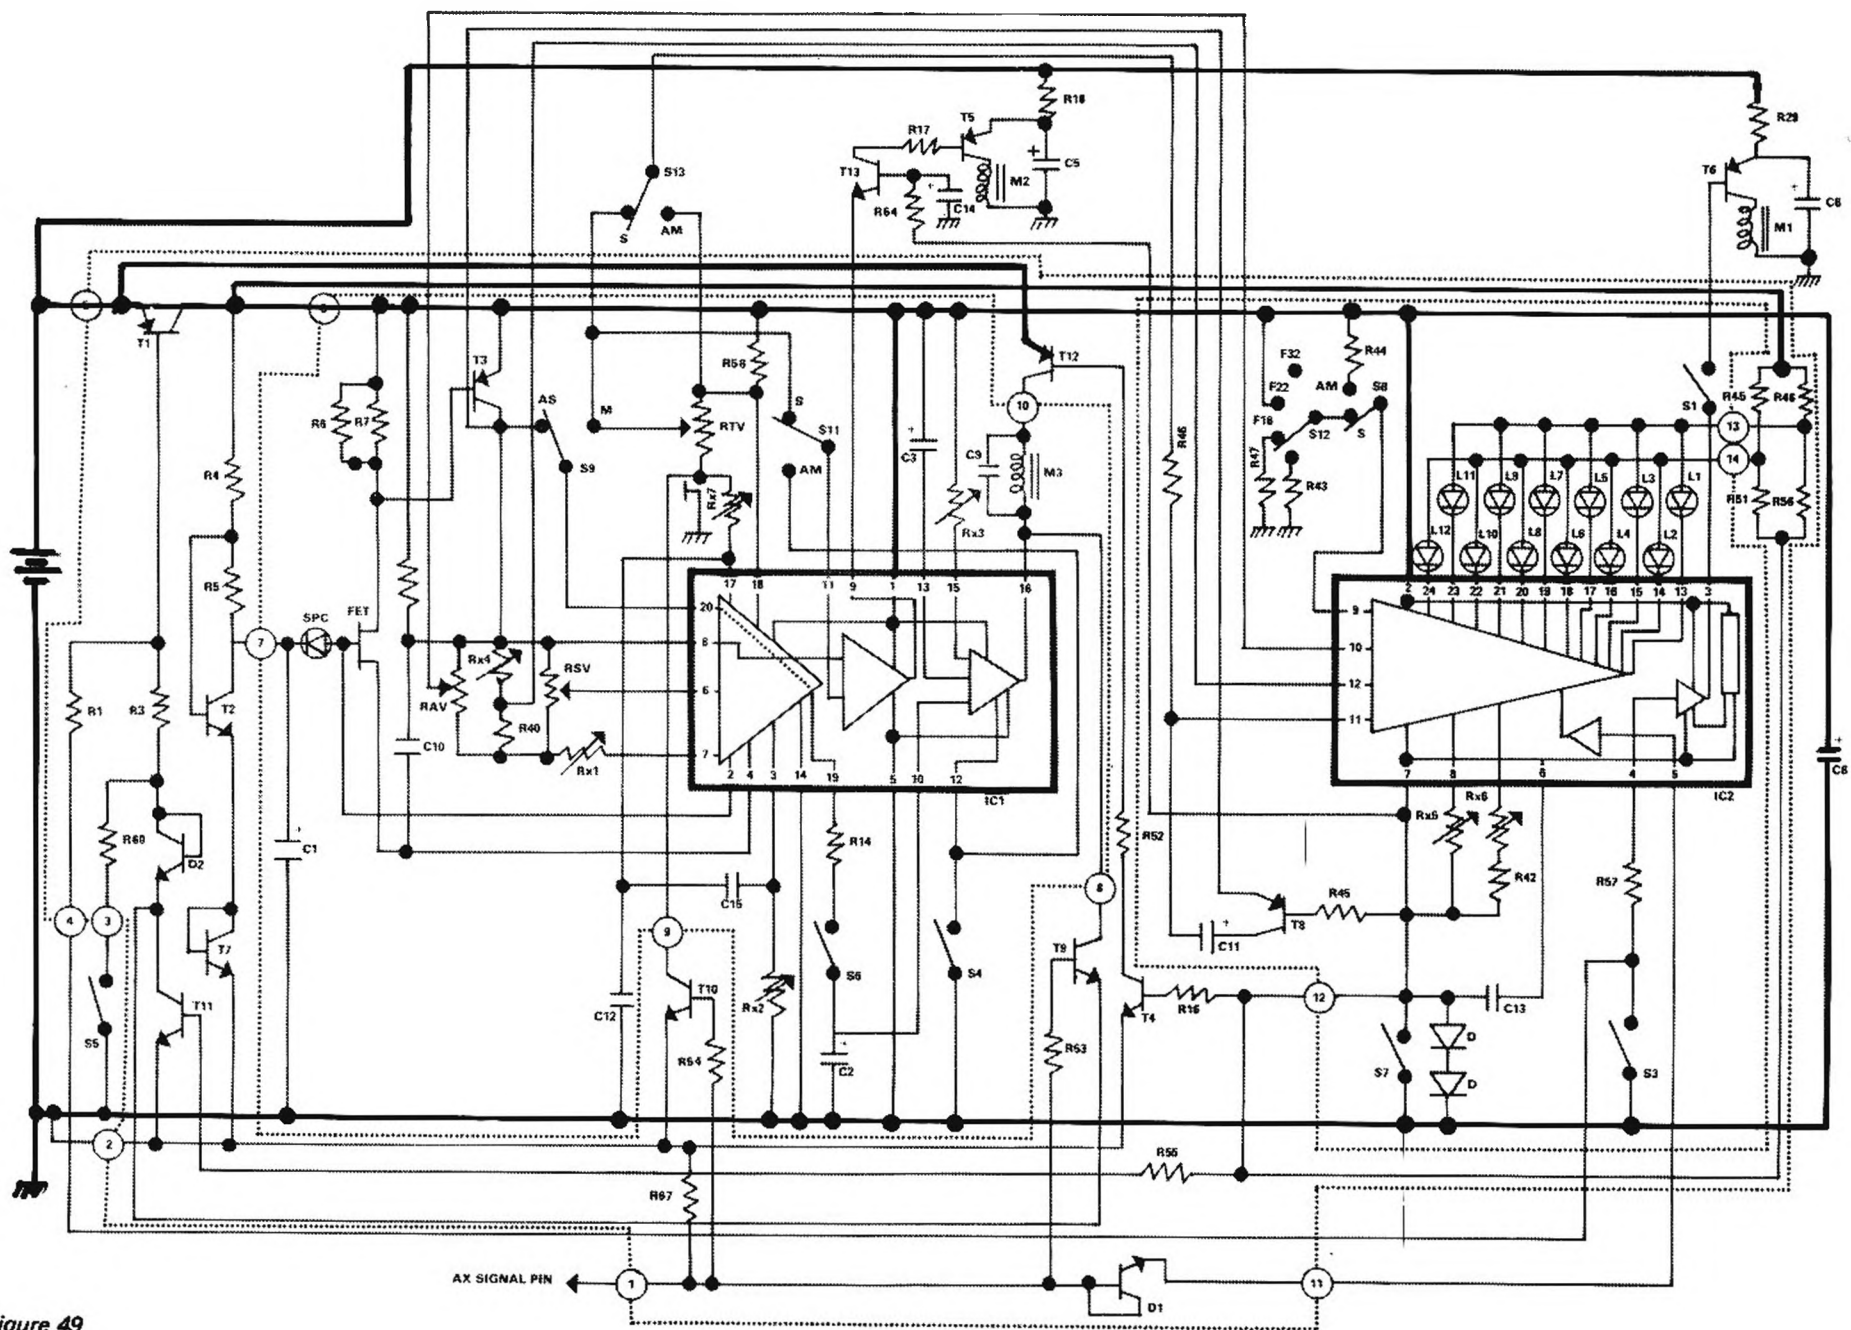 R18
R29
T5
R17
T13
+
C5
M2
T6
+
C6
S13
R64
+
C14
M1
S
AM
5
6
T1
T3
R58
T12
F32
R44
F22
AM
S8
S1
R45
R46
AS
M
S
RTV
S11
10
F18
S12
S
13
R6
R7
+
C3
C9
M3
R46
R47
R43
14
L11
L9
L7
L5
L3
L1
R51
R56
R4
S9
AM
Rx7
Rx3
L12
L10
L8
L6
L4
L2
R5
17
18
11
9
1
13
15
16
2
24
23
22
21
20
19
18
17
16
15
14
13
3
SPC
FET
20
9
7
8
10
Rx4
RSV
6
12
R1
R3
T2
RAV
R40
11
C10
Rx1
7
2
4
3
14
19
5
10
12
IC1
7
8
6
4
5
IC2
Rx5
Rx6
R60
+
C1
D2
R14
R52
C6
+
C15
8
R42
R57
4
3
T7
9
R45
T8
+
C11
T11
T10
S6
S4
T9
12
C12
Rx2
T4
R16
C13
S5
R54
+
C2
R53
S7
D
D
S3
2
R55
R67
AX SIGNAL PIN
1
D1
11
igure 49